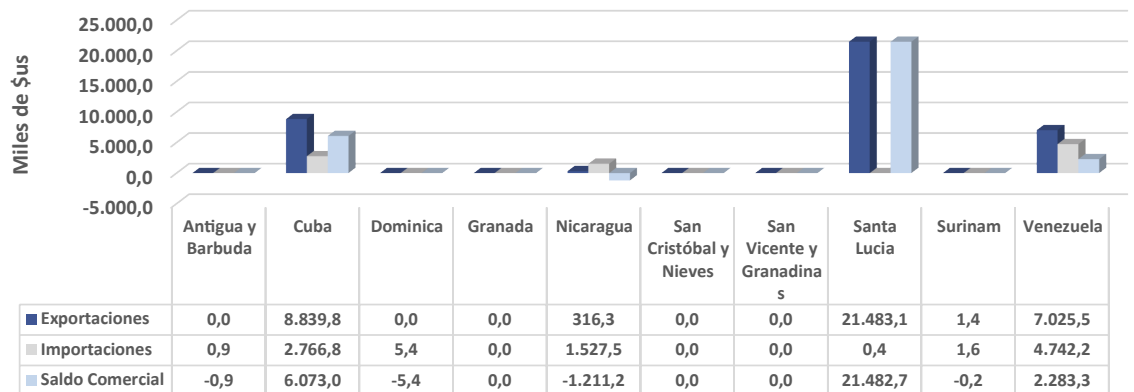 Miles de $us
25.000,0
20.000,0
15.000,0
10.000,0
5.000,0
0,0
-5.000,0
Antigua y Barbuda Cuba Dominica Granada Nicaragua San Cristóbal y Nieves San Vicente y Granadinas Santa Lucia Surinam Venezuela
Exportaciones 0,0 8.839,8 0,0 0,0 316,3 0,0 0,0 21.483,1 1,4 7.025,5
Importaciones 0,9 2.766,8 5,4 0,0 1.527,5 0,0 0,0 0,4 1,6 4.742,2
Saldo Comercial -0,9 6.073,0 -5,4 0,0 -1.211,2 0,0 0,0 21.482,7 -0,2 2.283,3